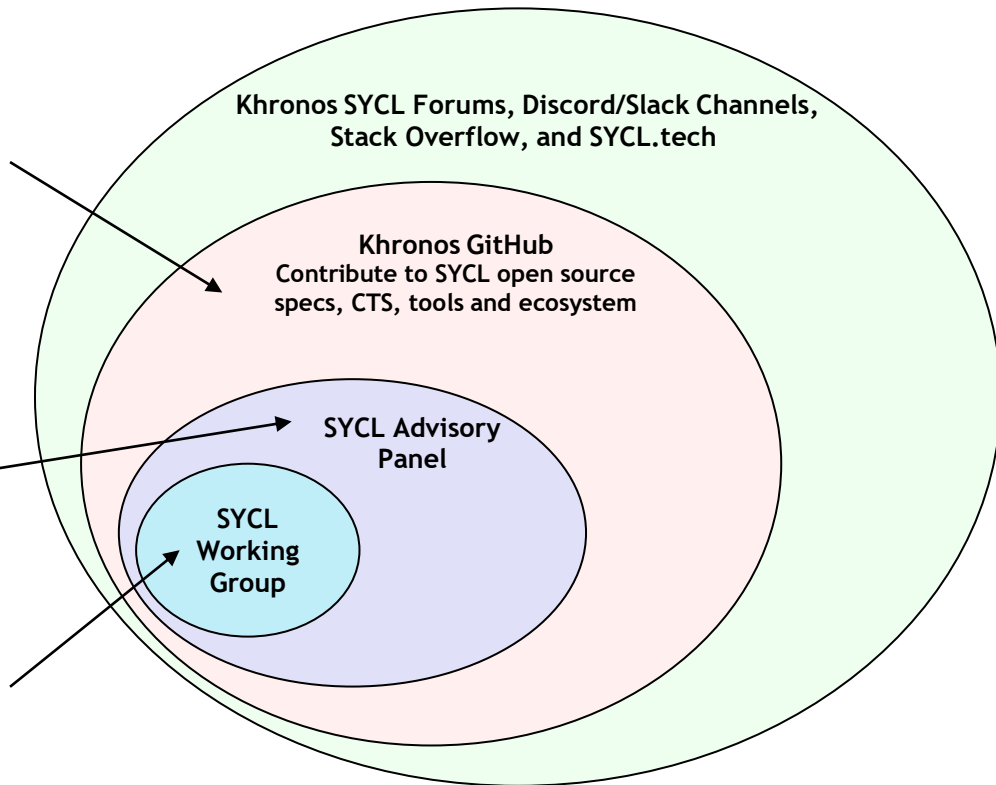 Khronos SYCL Forums, Discord/Slack Channels,
Stack Overflow, and SYCL.tech
Khronos GitHub
Contribute to SYCL open source
specs, CTS, tools and ecosystem
SYCL Advisory
Panel
SYCL
Working
Group